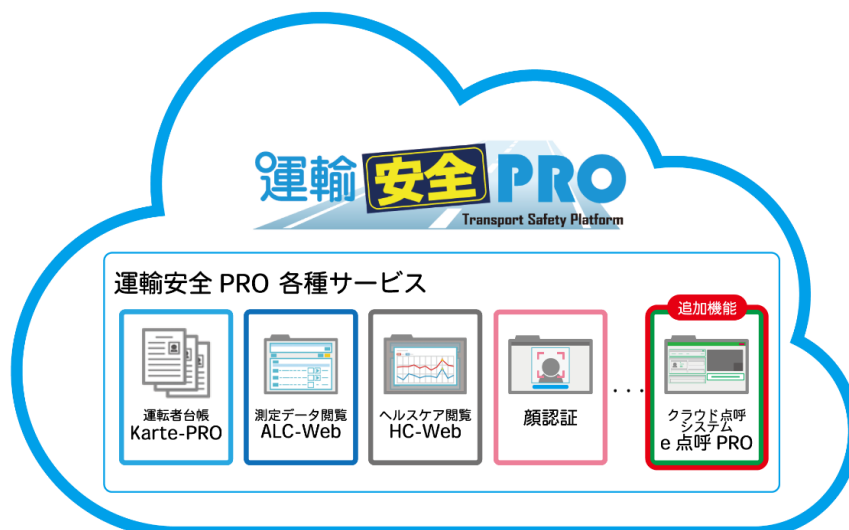 運輸 安全 PRO
Transport Safety Platform
運輸安全 PRO 各種サービス
運転者台帳
Karte-PRO
測定データ閲覧
ALC-Web
ヘルスケア閲覧
HC-Web
顔認証
・・・
追加機能
クラウド点呼
システム
e 点呼 PRO